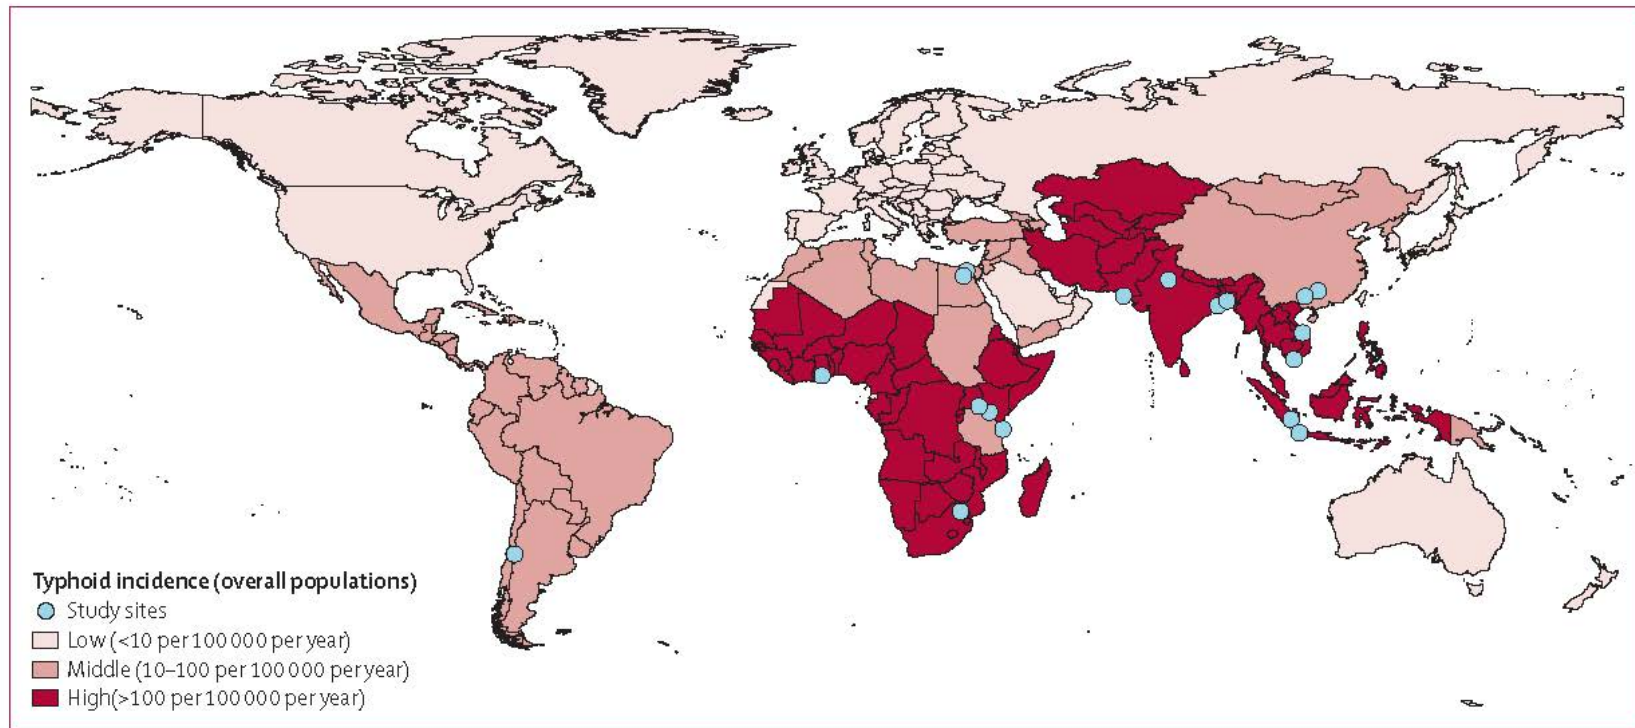 Typhoid incidence (overall populations)
Study sites
Low (<10 per 100 000 per year)
Middle (10–100 per 100 000 per year)
High(>100 per 100 000 per year)